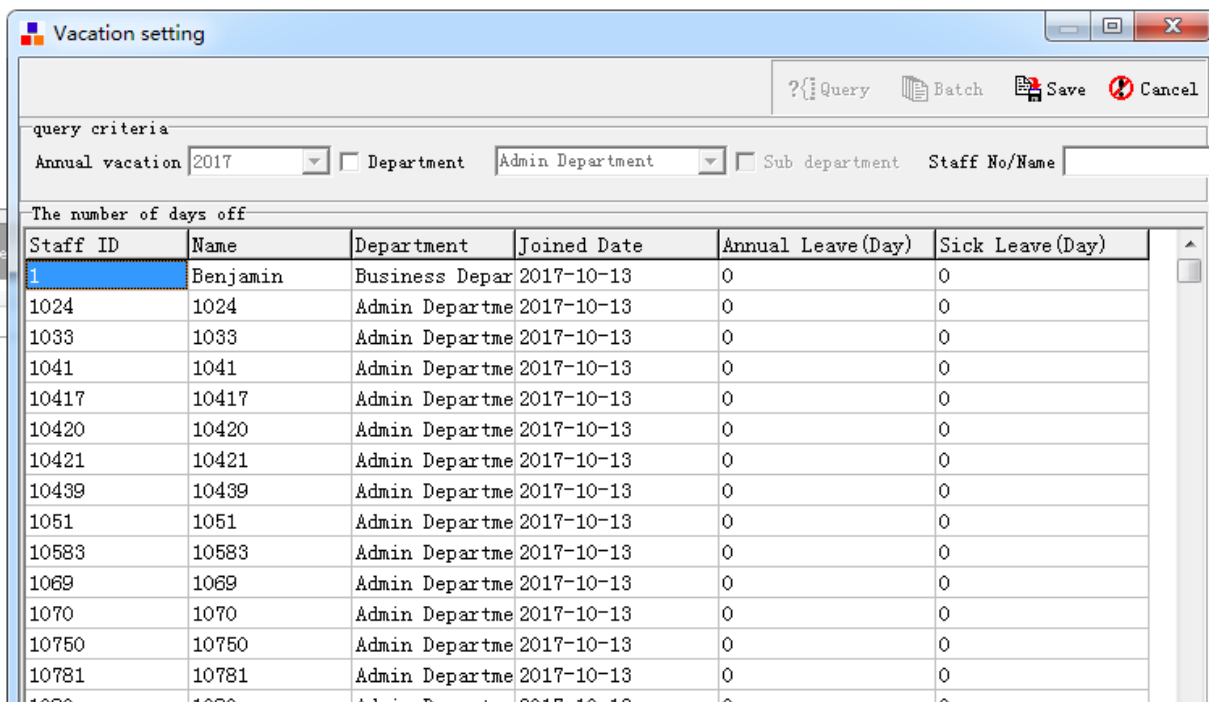 Vacation setting
?{ Query Batch Save Cancel
query criteria
Annual vacation 2017 Department Admin Department Sub department Staff No/Name
The number of days off
Staff ID Name Department Joined Date Annual Leave(Day) Sick Leave(Day)
1 Benjamin Business Depar 2017-10-13 0 0
1024 1024 Admin Departme 2017-10-13 0 0
1033 1033 Admin Departme 2017-10-13 0 0
1041 1041 Admin Departme 2017-10-13 0 0
10417 10417 Admin Departme 2017-10-13 0 0
10420 10420 Admin Departme 2017-10-13 0 0
10421 10421 Admin Departme 2017-10-13 0 0
10439 10439 Admin Departme 2017-10-13 0 0
1051 1051 Admin Departme 2017-10-13 0 0
10583 10583 Admin Departme 2017-10-13 0 0
1069 1069 Admin Departme 2017-10-13 0 0
1070 1070 Admin Departme 2017-10-13 0 0
10750 10750 Admin Departme 2017-10-13 0 0
10781 10781 Admin Departme 2017-10-13 0 0